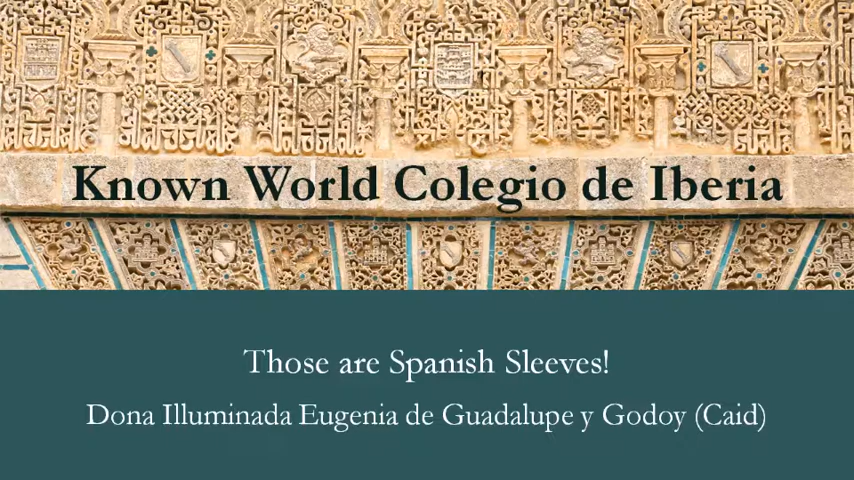 Known World Colegio de Iberia
Those are Spanish Sleeves!
Dona Illuminada Eugenia de Guadalupe y Godoy (Caid)